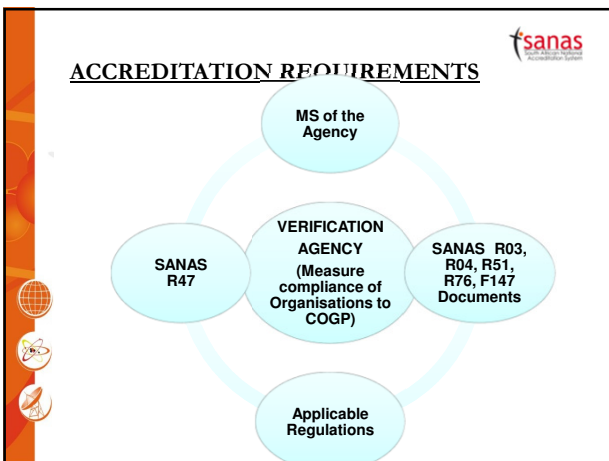 sanas
South African National
Accreditation System
ACCREDITATION REQUIREMENTS
MS of the
Agency
SANAS
R47
VERIFICATION
AGENCY
(Measure
compliance of
Organisations to
COGP)
SANAS R03,
R04, R51,
R76, F147
Documents
Applicable
Regulations